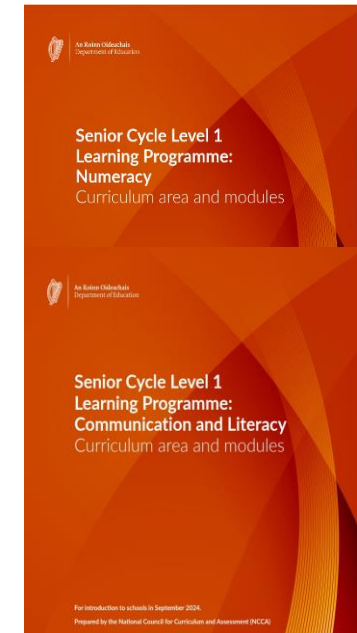 An Roinn Oideachais
Department of Education
Senior Cycle Level 1
Learning Programme:
Numeracy
Curriculum area and modules
An Roinn Oideachais
Department of Education
Senior Cycle Level 1
Learning Programme:
Communication and Literacy
Curriculum area and modules
For introduction to schools in September 2024.
Prepared by the National Council for Curriculum and Assessment (NCCA)